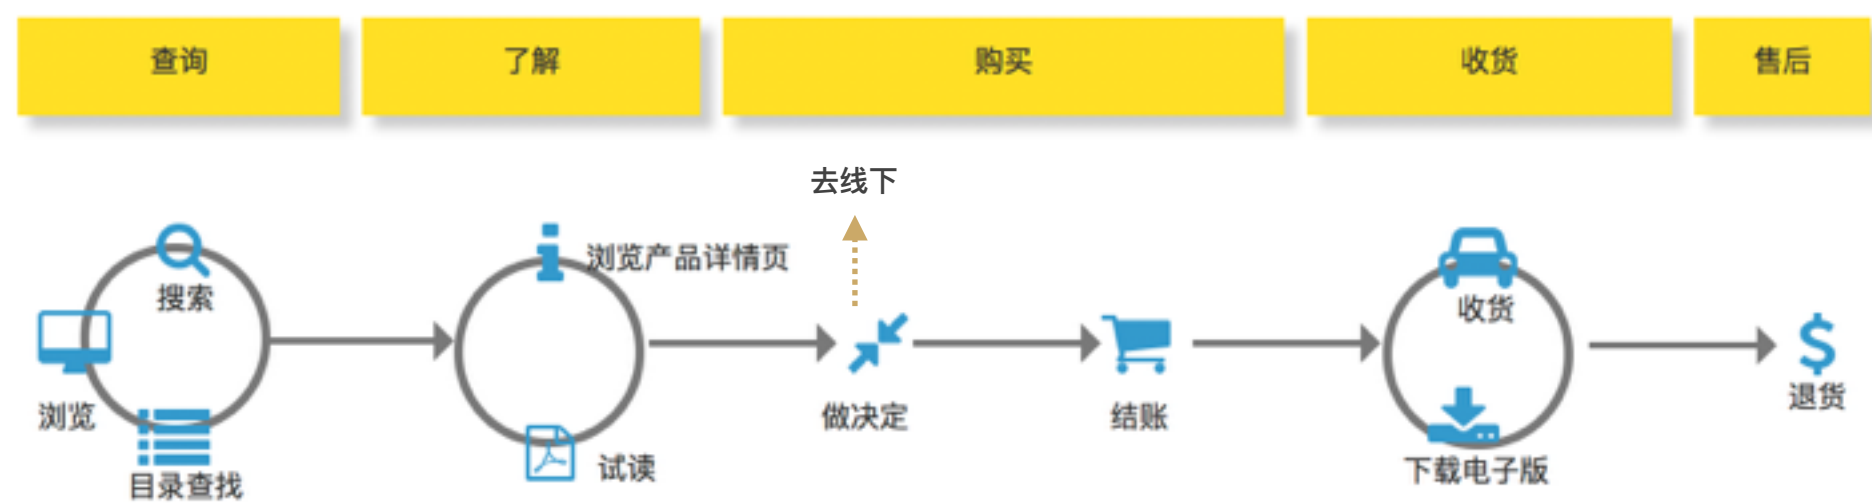 查询
了解
购买
收货
售后
去线下
搜索
浏览
目录查找
浏览产品详情页
试读
做决定
结账
收货
下载电子版
退货